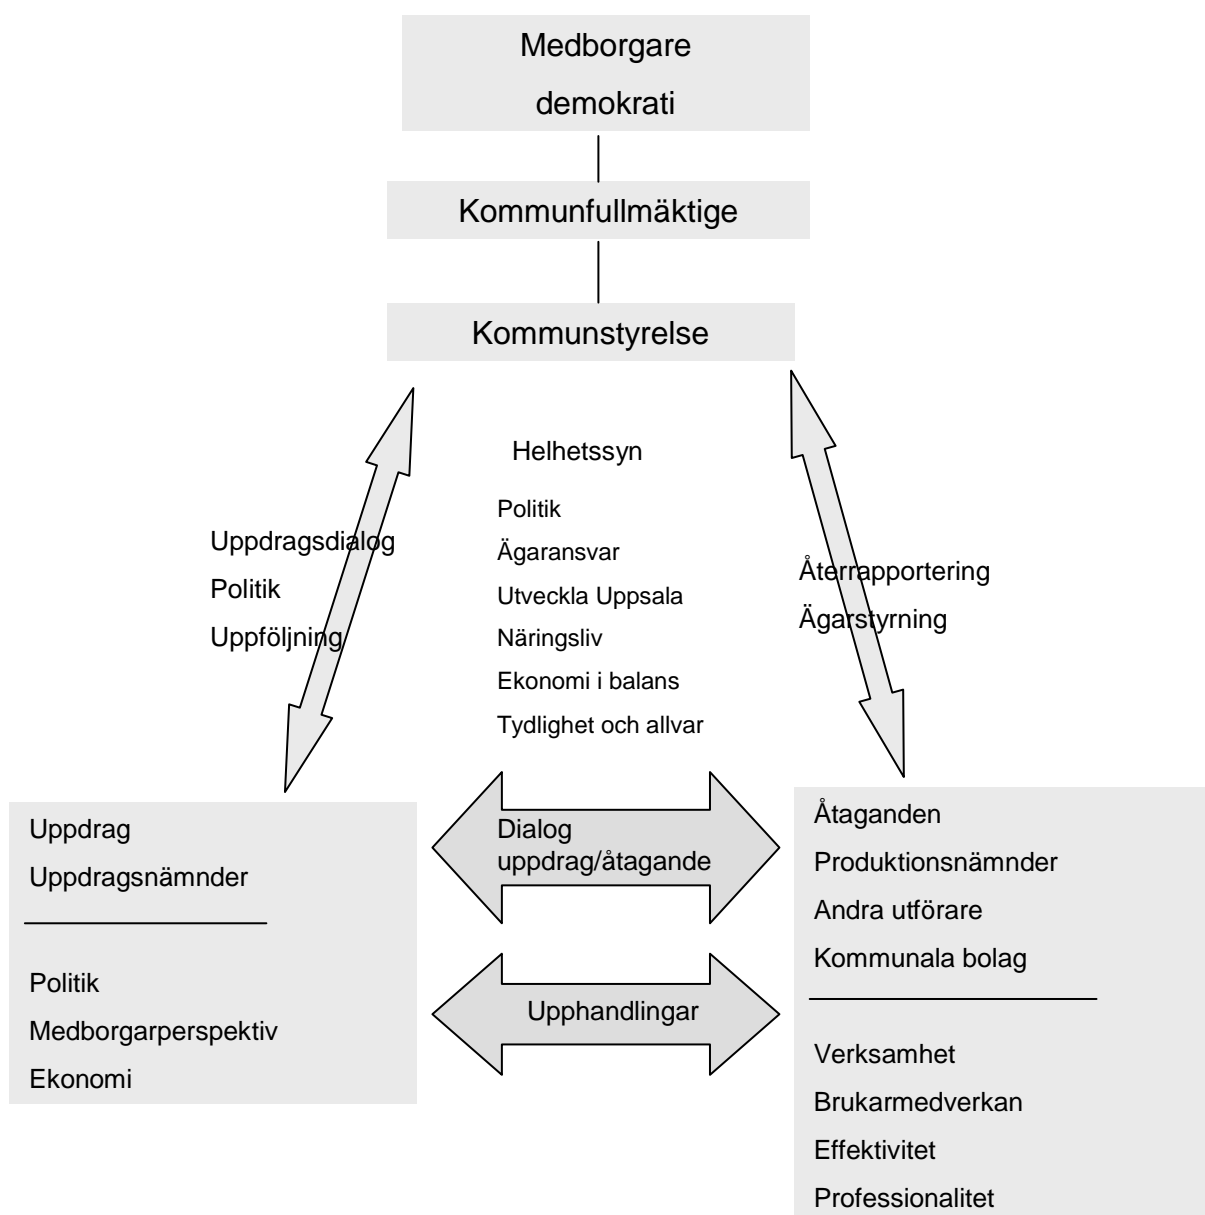 Medborgare
demokrati
Kommunfullmäktige
Kommunstyrelse
Helhetssyn
Politik
Ägaransvar
Utveckla Uppsala
Näringsliv
Ekonomi i balans
Tydlighet och allvar
Uppdragsdialog
Politik
Uppföljning
Återrapportering
Ägarstyrning
Uppdrag
Uppdragsnämnder
Politik
Medborgarperspektiv
Ekonomi
Dialog
uppdrag/åtagande
Upphandlingar
Åtaganden
Produktionsnämnder
Andra utförare
Kommunala bolag
Verksamhet
Brukarmedverkan
Effektivitet
Professionalitet